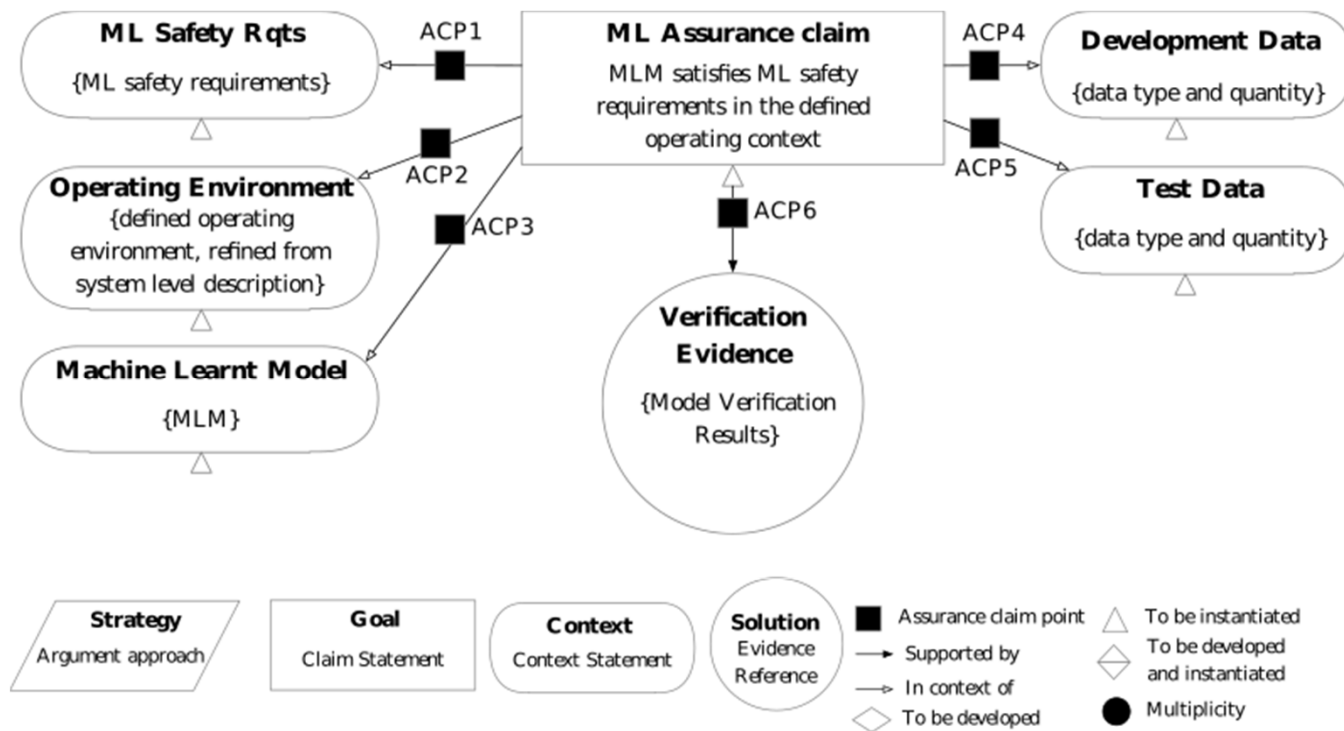 ML Safety Rqts
{ML safety requirements}
ACP1
ML Assurance claim
MLM satisfies ML safety
requirements in the defined
operating context
ACP4
Development Data
{data type and quantity}
ACP2
Operating Environment
{defined operating
environment, refined from
system level description}
ACP3
ACP5
Test Data
{data type and quantity}
ACP6
Machine Learnt Model
{MLM}
Verification
Evidence
{Model Verification
Results}
Strategy
Argument approach
Goal
Claim Statement
Context
Context Statement
Solution
Evidence
Reference
Assurance claim point
Supported by
In context of
To be developed
To be instantiated
To be developed
and instantiated
Multiplicity